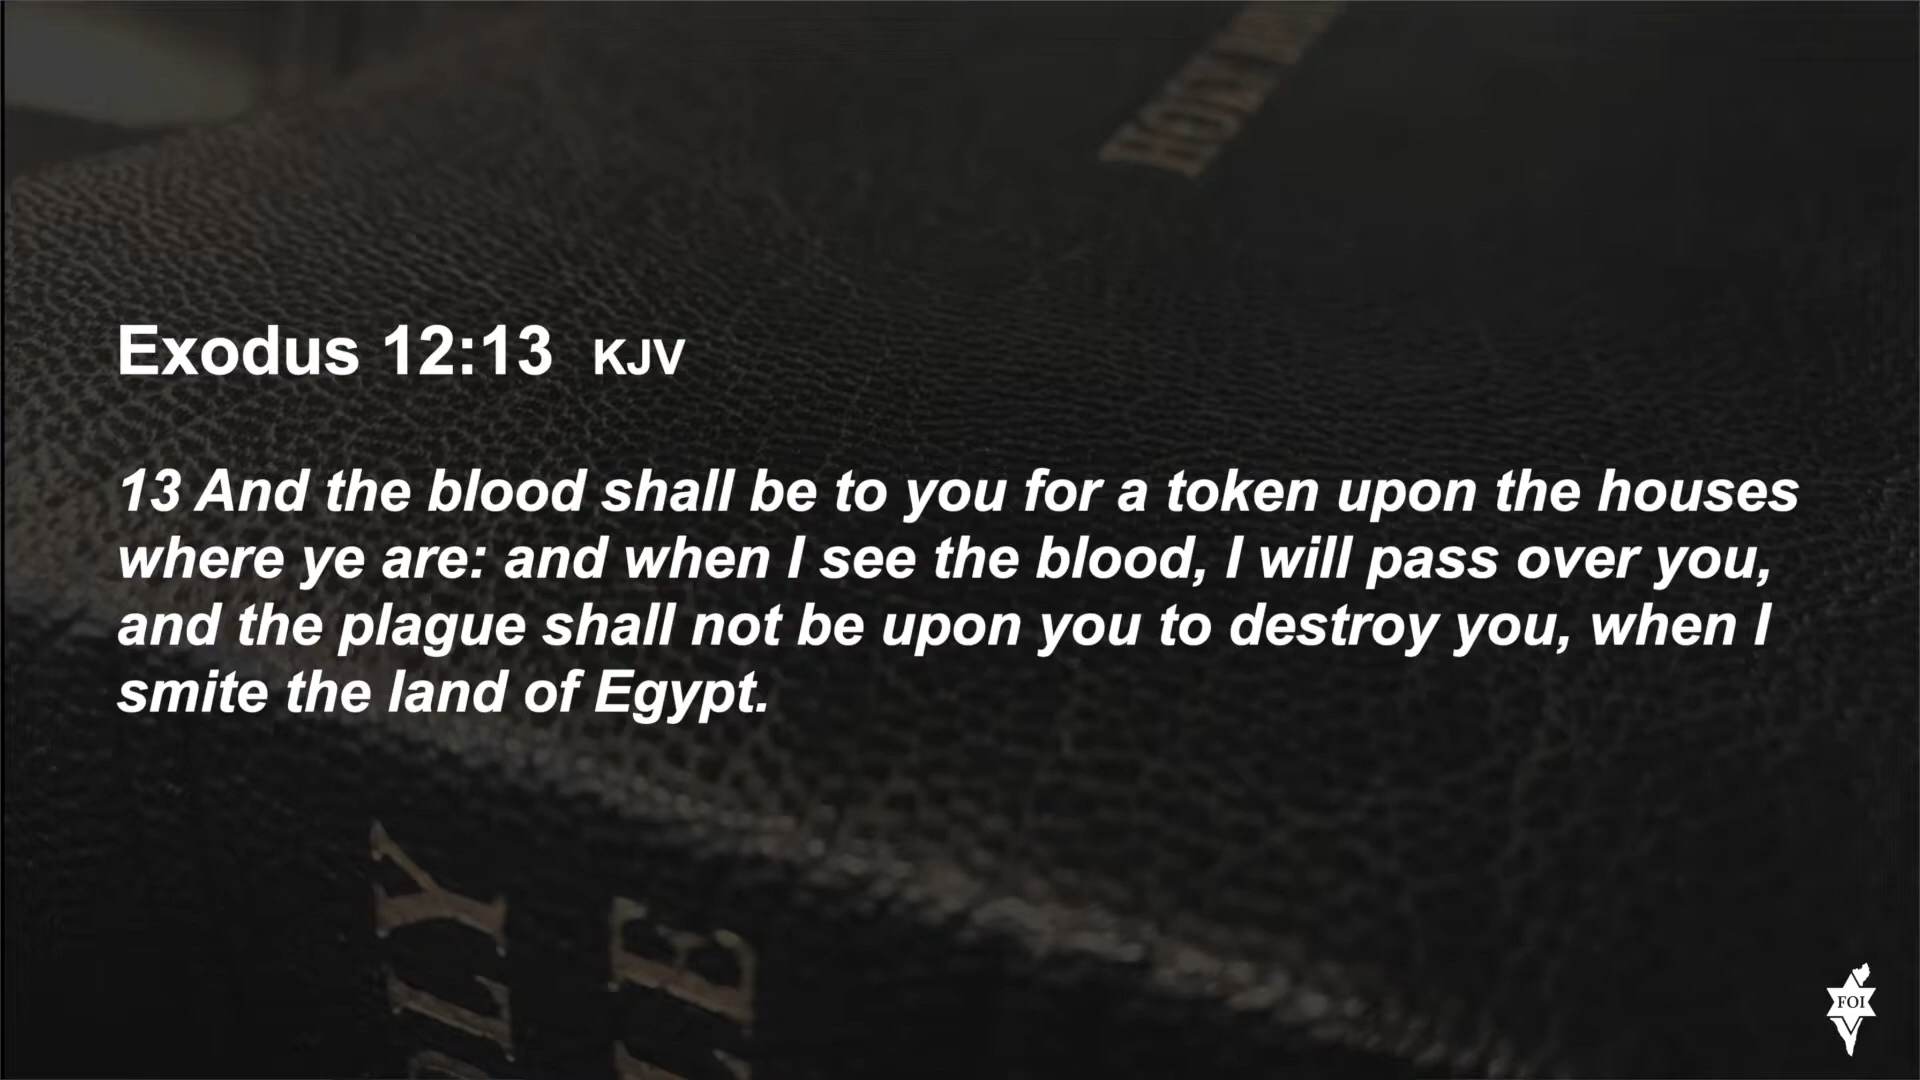 HOLY
Exodus 12:13 KJV
13 And the blood shall be to you for a token upon the houses
where ye are: and when I see the blood, I will pass over you,
and the plague shall not be upon you to destroy you, when I
smite the land of Egypt.
FOI